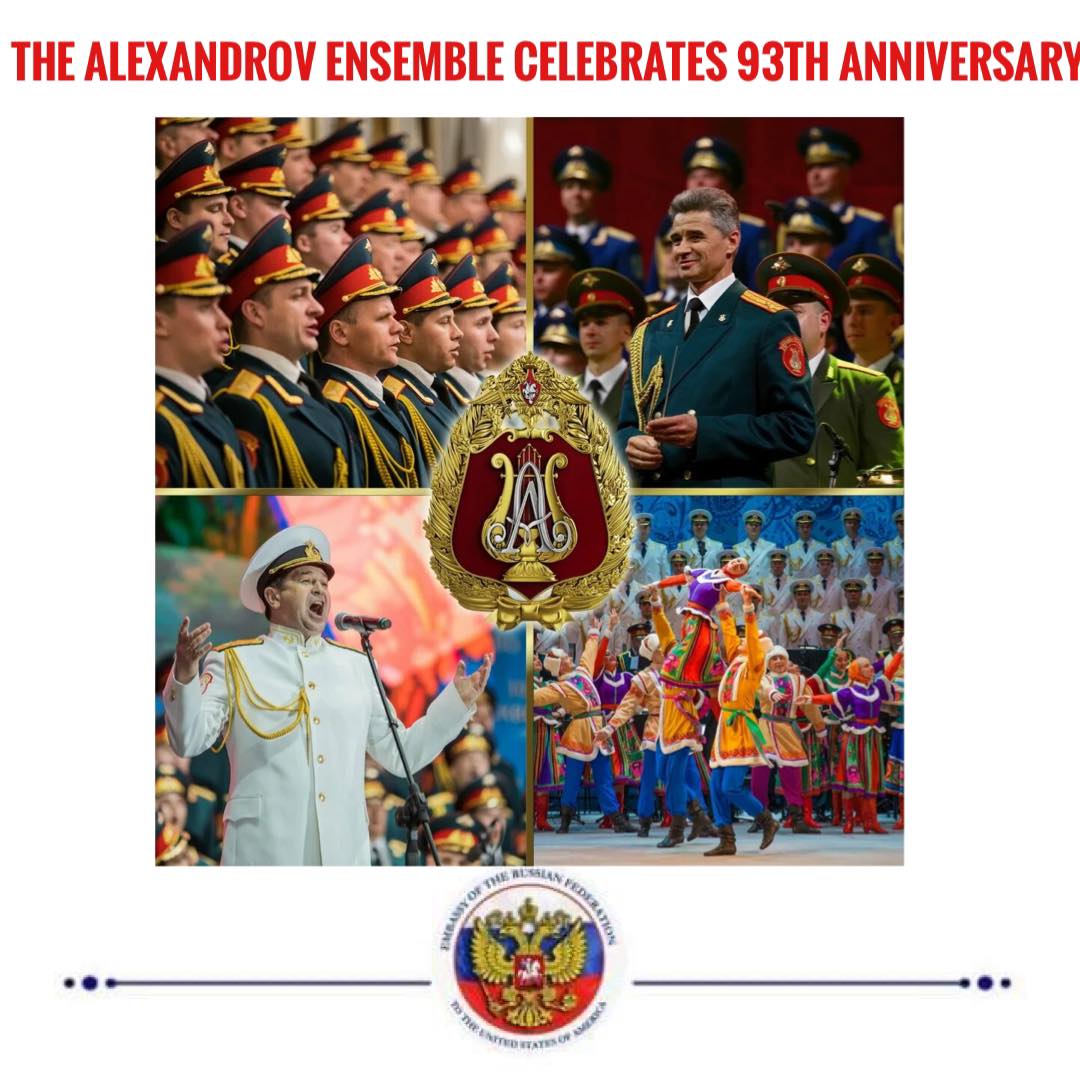 THE ALEXANDROV ENSEMBLE CELEBRATES 93TH ANNIVERSARY
EMBASSY OF THE RUSSIAN FEDERATION
TO THE UNITED STATES OF AMERICA